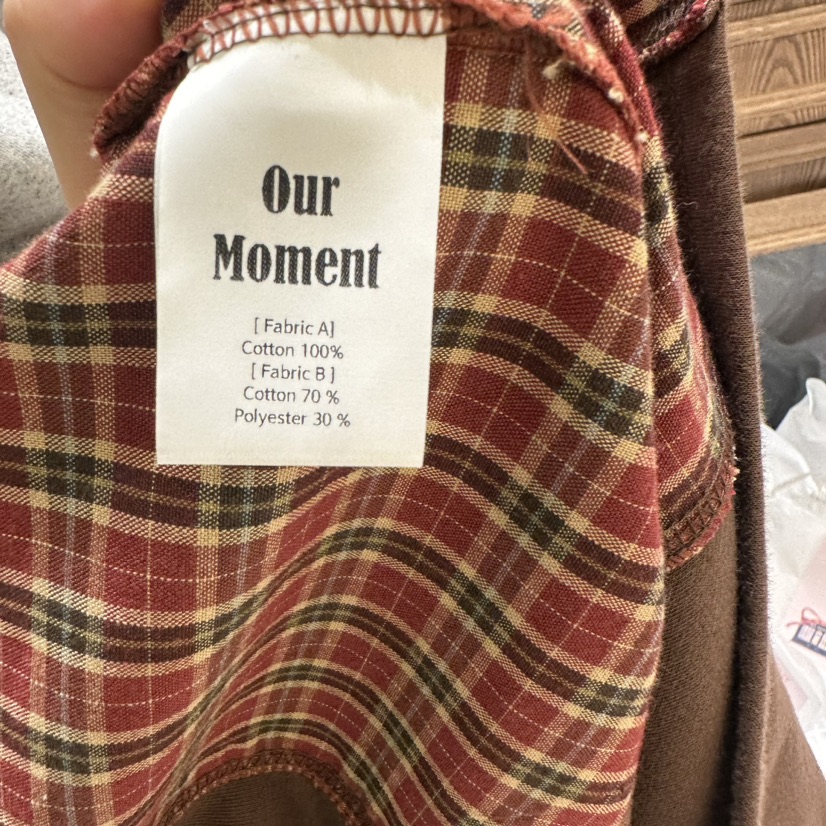 Our
Moment
[ Fabric A]
Cotton 100%
[ Fabric B ]
Cotton 70 %
Polyester 30 %